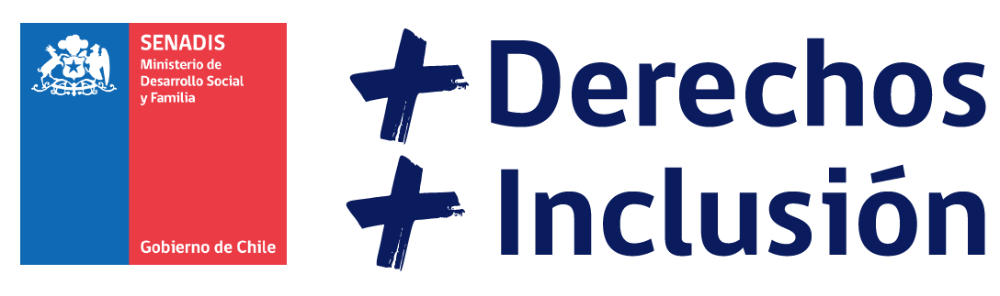 SENADIS
Ministerio de
Desarrollo Social
y Familia
Gobierno de Chile
+ Derechos
+ Inclusión